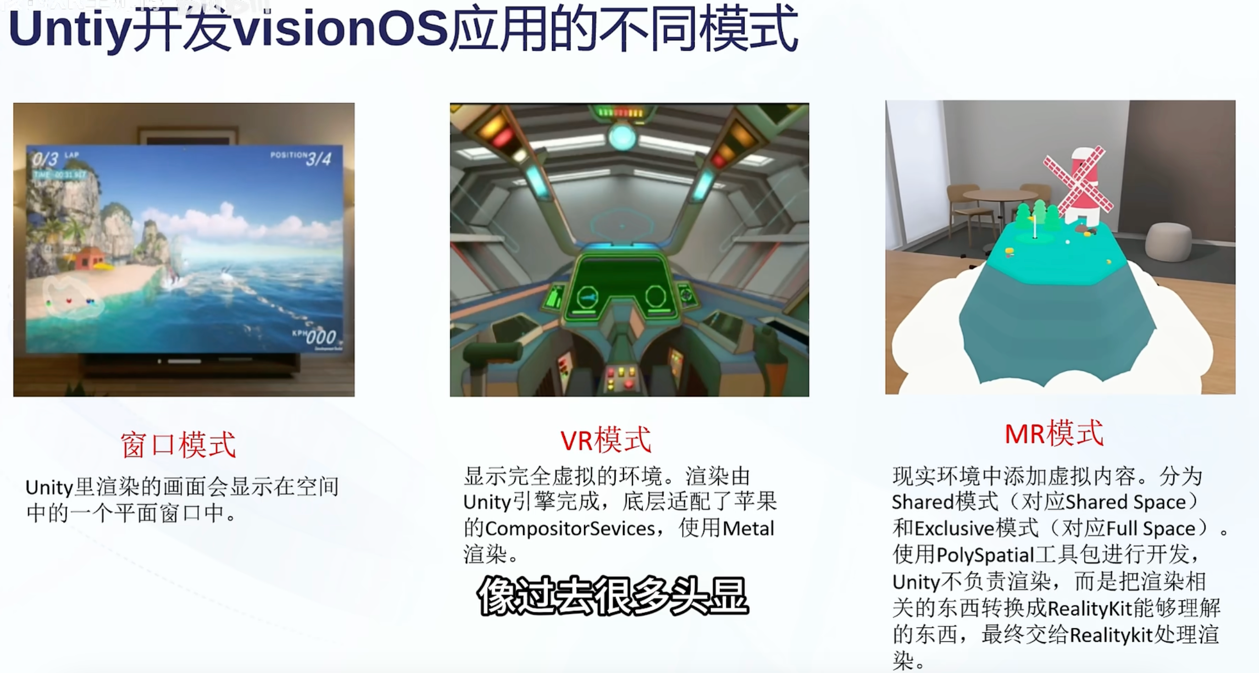 Untiy开发visionOS应用的不同模式
0/3 LAP
POSITION 3/4
KPH 000
窗口模式
Unity里渲染的画面会显示在空间
中的一个平面窗口中。
VR模式
显示完全虚拟的环境。渲染由
Unity引擎完成，底层适配了苹果
的CompositorSevices，使用Metal
渲染。
像过去很多头显
MR模式
现实环境中添加虚拟内容。分为
Shared模式（对应Shared Space）
和Exclusive模式（对应Full Space）。
使用PolySpatial工具包进行开发，
Unity不负责渲染，而是把渲染相
关的东西转换成RealityKit能够理解
的东西，最终交给Realitykit处理渲
染。